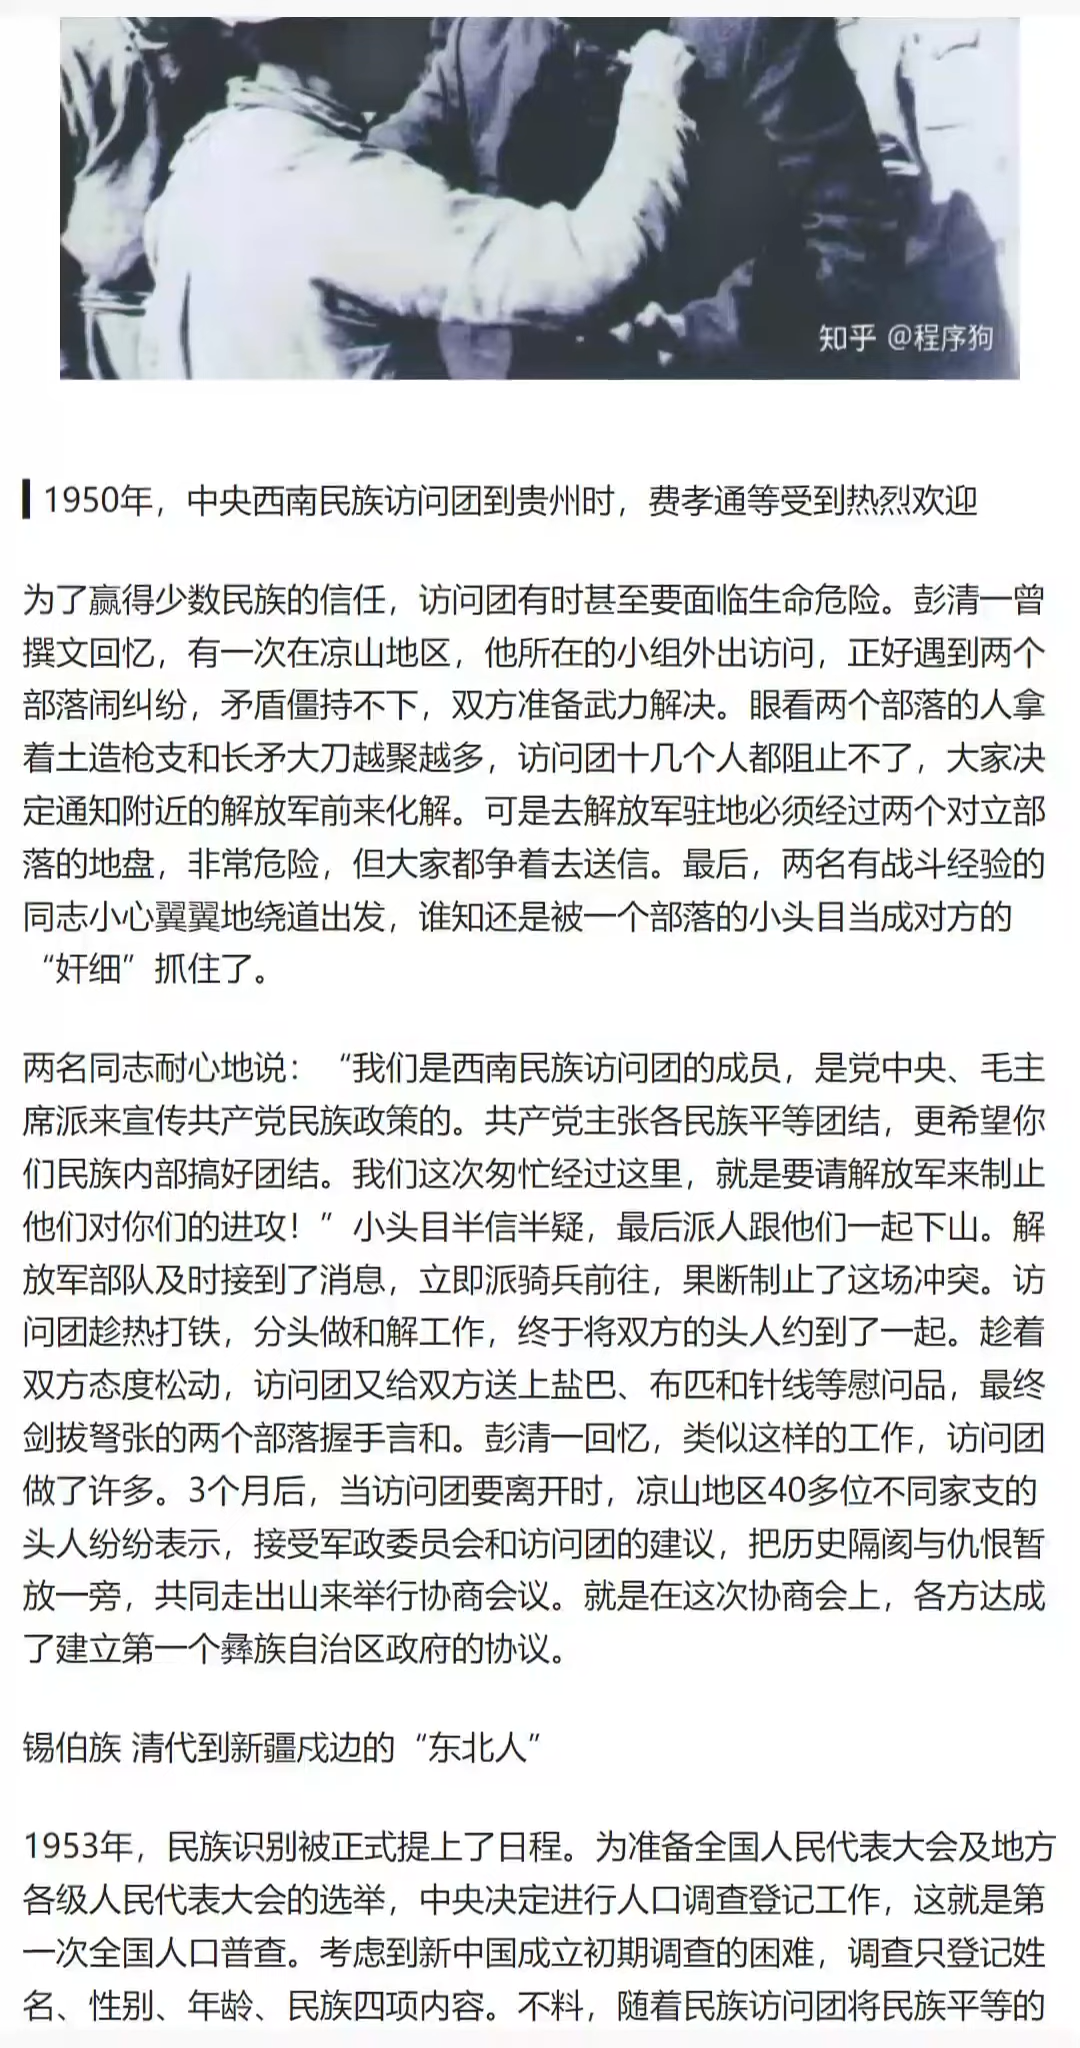 知乎 @程序狗
1950年，中央西南民族访问团到贵州时，费孝通等受到热烈欢迎
为了赢得少数民族的信任，访问团有时甚至要面临生命危险。彭清一曾
撰文回忆，有一次在凉山地区，他所在的小组外出访问，正好遇到两个
部落闹纠纷，矛盾僵持不下，双方准备武力解决。眼看两个部落的人拿
着土造枪支和长矛大刀越聚越多，访问团十几个人都阻止不了，大家决
定通知附近的解放军前来化解。可是去解放军驻地必须经过两个对立部
落的地盘，非常危险，但大家都争着去送信。最后，两名有战斗经验的
同志小心翼翼地绕道出发，谁知还是被一个部落的小头目当成对方的
“奸细”抓住了。
两名同志耐心地说：“我们是西南民族访问团的成员，是党中央、毛主
席派来宣传共产党民族政策的。共产党主张各民族平等团结，更希望你
们民族内部搞好团结。我们这次匆忙经过这里，就是要请解放军来制止
他们对你们的进攻！”小头目半信半疑，最后派人跟他们一起下山。解
放军部队及时接到了消息，立即派骑兵前往，果断制止了这场冲突。访
问团趁热打铁，分头做和解工作，终于将双方的头人约到了一起。趁着
双方态度松动，访问团又给双方送上盐巴、布匹和针线等慰问品，最终
剑拔弩张的两个部落握手言和。彭清一回忆，类似这样的工作，访问团
做了许多。3个月后，当访问团要离开时，凉山地区40多位不同家支的
头人纷纷表示，接受军政委员会和访问团的建议，把历史隔阂与仇恨暂
放一旁，共同走出山来举行协商会议。就是在这次协商会上，各方达成
了建立第一个彝族自治区政府的协议。
锡伯族 清代到新疆戍边的“东北人”
1953年，民族识别被正式提上了日程。为准备全国人民代表大会及地方
各级人民代表大会的选举，中央决定进行人口调查登记工作，这就是第
一次全国人口普查。考虑到新中国成立初期调查的困难，调查只登记姓
名、性别、年龄、民族四项内容。不料，随着民族访问团将民族平等的